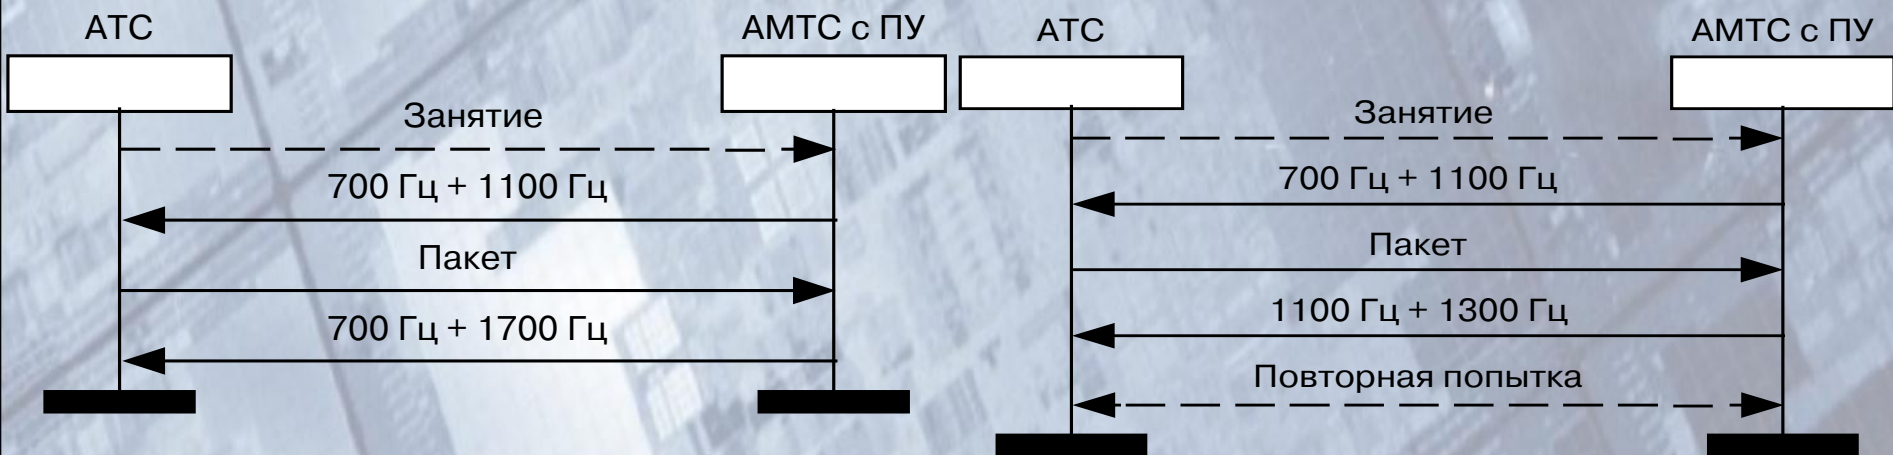 АТС
АМТС с ПУ
Занятие
700 Гц + 1100 Гц
Пакет
700 Гц + 1700 Гц
АТС
АМТС с ПУ
Занятие
700 Гц + 1100 Гц
Пакет
1100 Гц + 1300 Гц
Повторная попытка